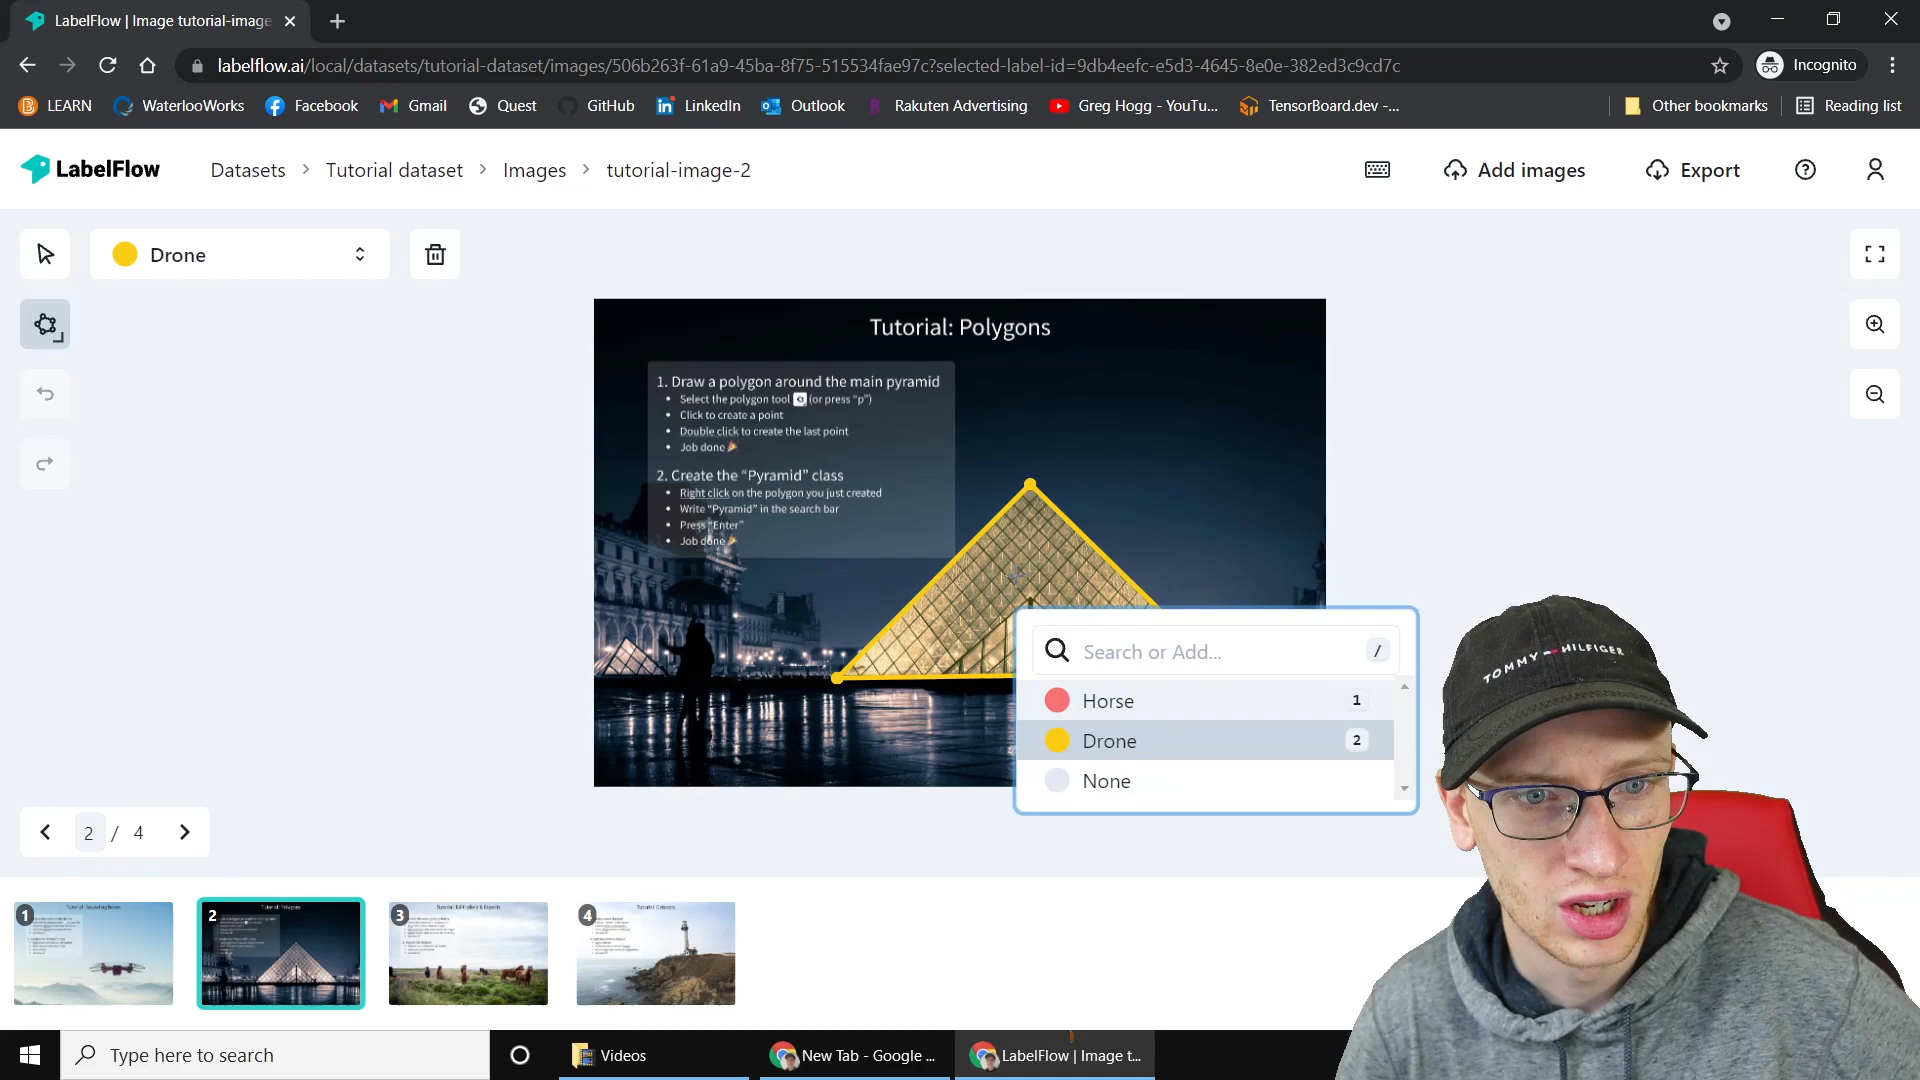 LabelFlow | Image tutorial-image
labelflow.ai/local/datasets/tutorial-dataset/images/506b263f-61a9-45ba-8f75-515534fae97c?selected-label-id=9db4eefc-e5d3-4645-8e0e-382ed3c9cd7c
Incognito
LEARN WaterlooWorks Facebook Gmail Quest GitHub LinkedIn Outlook Rakuten Advertising Greg Hogg - YouTu... TensorBoard.dev -... Other bookmarks Reading list
LabelFlow Datasets > Tutorial dataset > Images > tutorial-image-2 Add images Export
Drone
Tutorial: Polygons
1. Draw a polygon around the main pyramid
• Select the polygon tool (or press "p")
• Click to create a point
• Double click to create the last point
• Job done 🎉
2. Create the "Pyramid" class
• Right click on the polygon you just created
• Write "Pyramid" in the search bar
• Press "Enter"
• Job done 🎉
Search or Add... /
Horse 1
Drone 2
None
TOMMY HILFIGER
2 / 4
1
2
3
4
Tutorial: Polygons
Type here to search
Videos
New Tab - Google ...
LabelFlow | Image t...